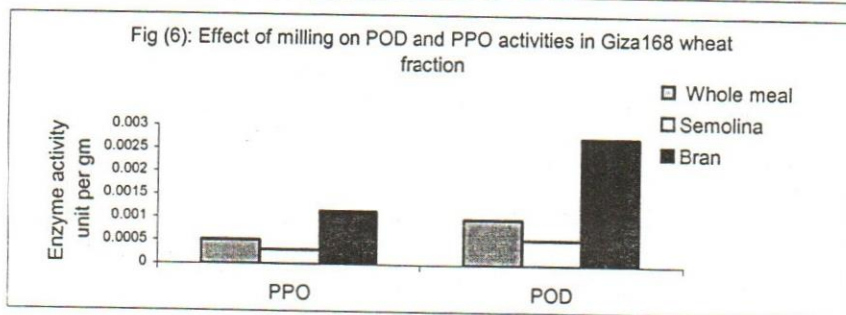 Fig (6): Effect of milling on POD and PPO activities in Giza168 wheat
fraction
Whole meal
Semolina
Bran
Enzyme activity
unit per gm
0.003
0.0025
0.002
0.0015
0.001
0.0005
0
PPO
POD